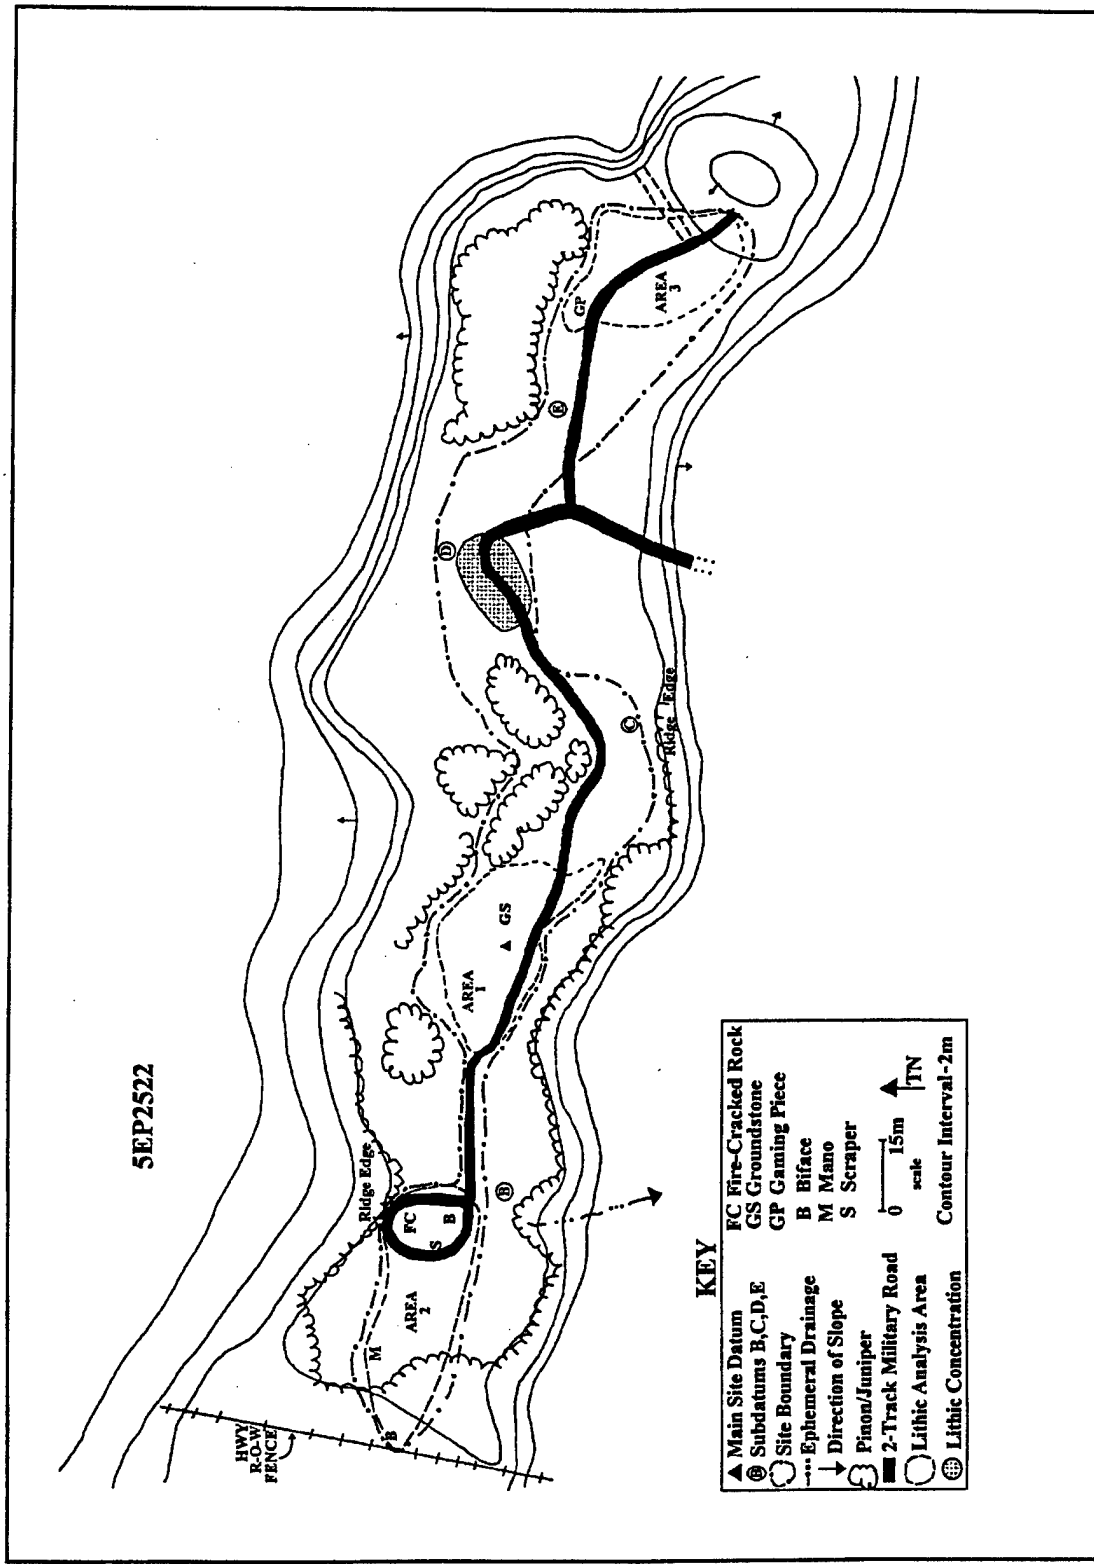 5EP2522
HWY
R-O-W
FENCE
B
M
AREA
2
Ridge Edge
FC
S
B
B
AREA
1
GS
C
Ridge Edge
Ridge
D
E
GP
AREA
3
KEY
Main Site Datum
B Subdatums B,C,D,E
Site Boundary
Ephemeral Drainage
Direction of Slope
Pinon/Juniper
2-Track Military Road
Lithic Analysis Area
Lithic Concentration
FC Fire-Cracked Rock
GS Groundstone
GP Gaming Piece
B Biface
M Mano
S Scraper
0 15m
scale
TN
Contour Interval-2m